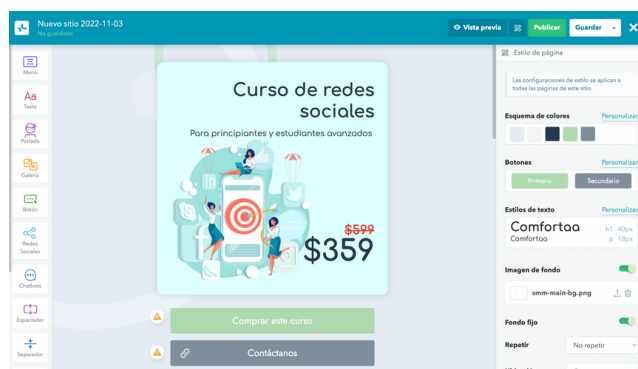 Nuevo sitio 2022-11-03
No guardado
Vista previa
Publicar
Guardar
Menú
Texto
Portada
Galería
Botón
Redes
Sociales
Chatbots
Espaciador
Separador
Curso de redes
sociales
Para principiantes y estudiantes avanzados
$599
$359
Comprar este curso
Contáctanos
Estilo de página
Las configuraciones de estilo se aplican a
todas las páginas de este sitio.
Esquema de colores Personalizar
Botones Personalizar
Primario Secundario
Estilos de texto Personalizar
Comfortaa h1 40px
Comfortaa p 18px
Imagen de fondo
smm-main-bg.png
Fondo fijo
Repetir No repetir